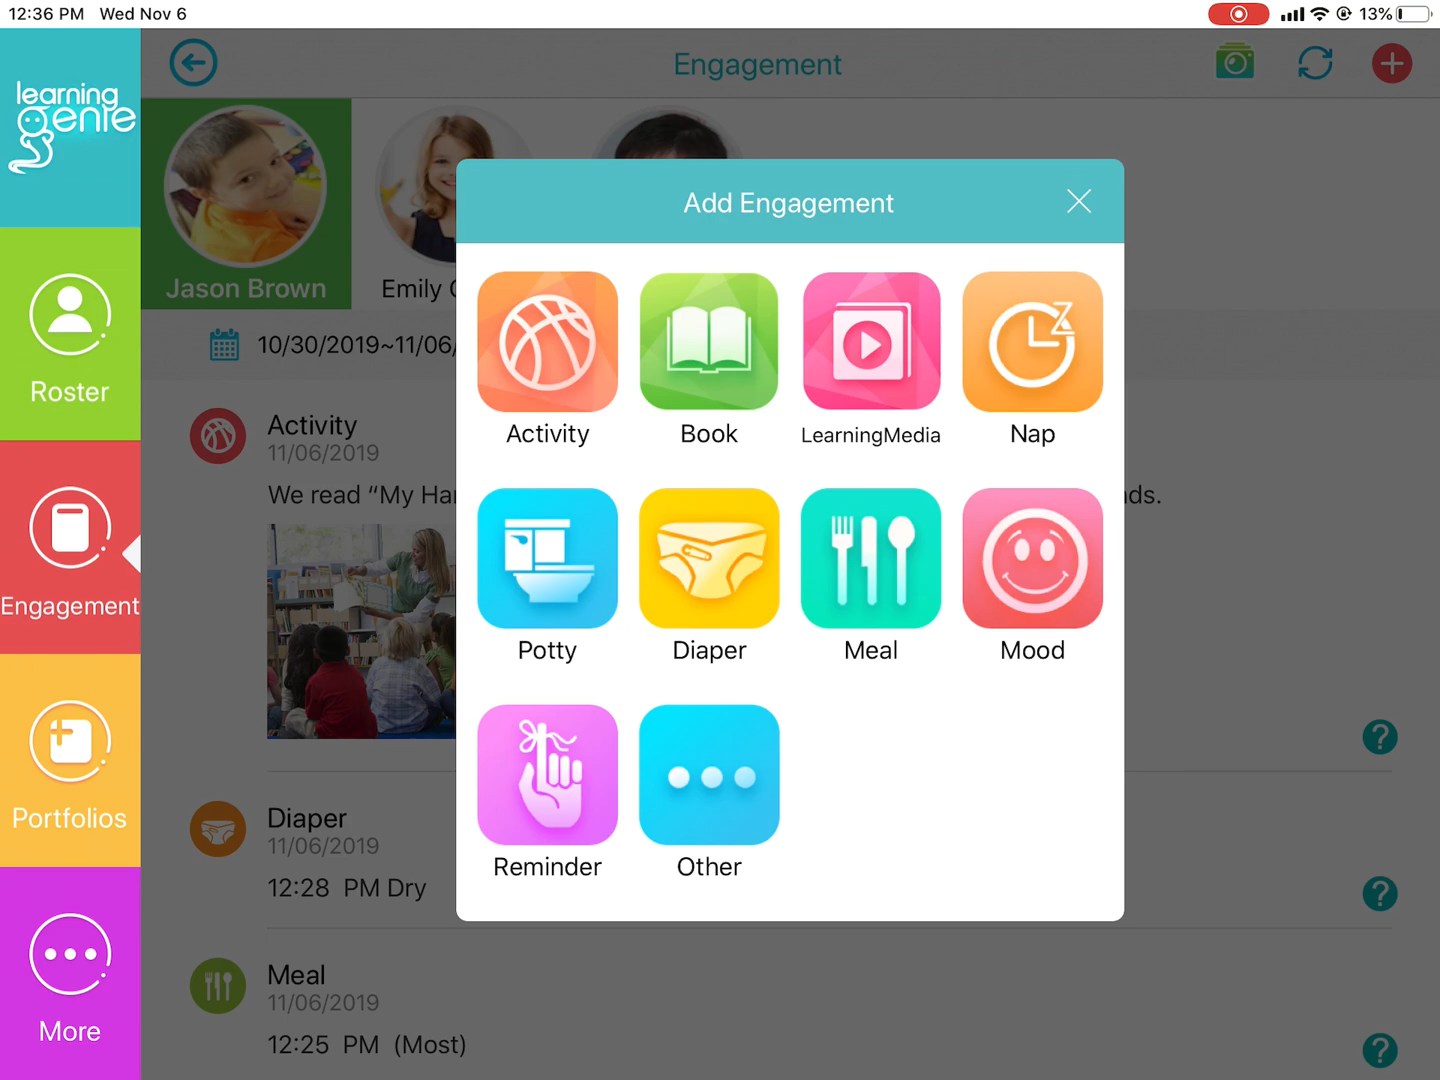 12:36 PM Wed Nov 6
13%
learning
genie
Engagement
Jason Brown
Emily
Roster
10/30/2019~11/06/
Add Engagement
Activity
Book
LearningMedia
Nap
Potty
Diaper
Meal
Mood
Reminder
Other
Activity
11/06/2019
We read “My
Engagement
Portfolios
Diaper
11/06/2019
12:28 PM Dry
Meal
11/06/2019
12:25 PM (Most)
More